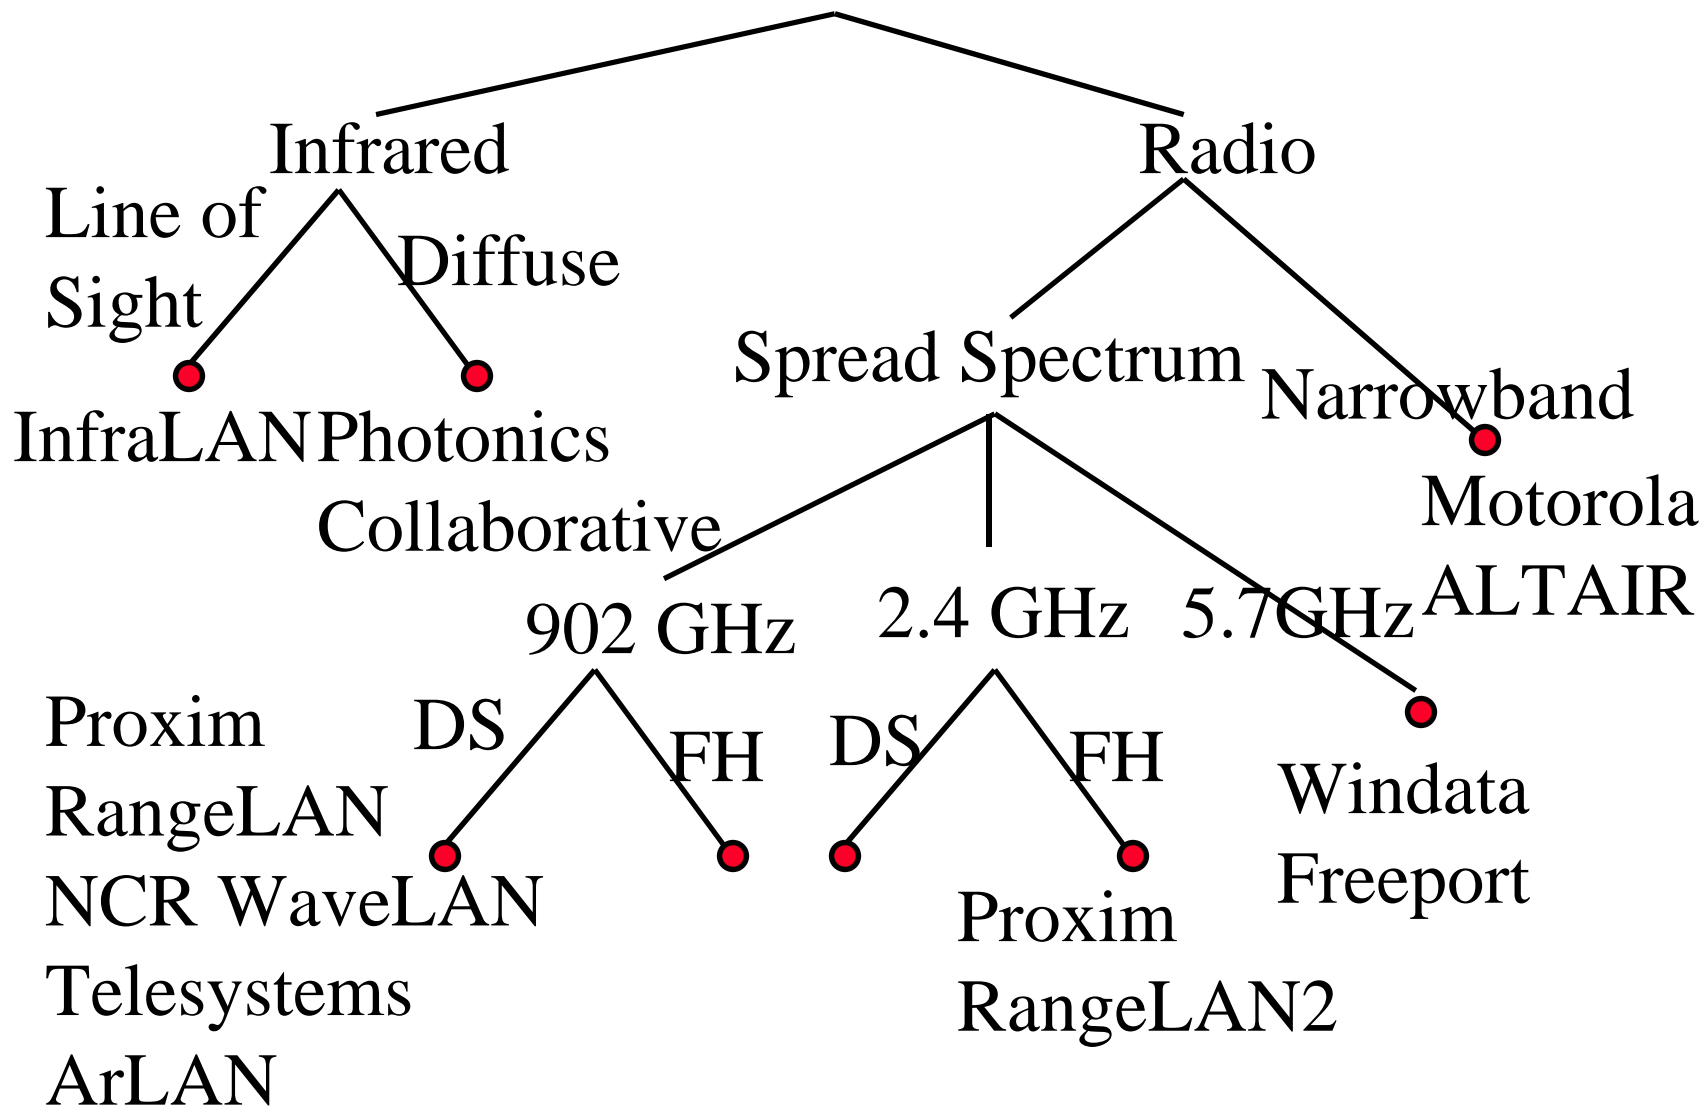 Infrared
Radio
Line of
Sight
Diffuse
Spread Spectrum
Narrowband
InfraLAN
Photonics
Collaborative
Motorola
ALTAIR
902 GHz
2.4 GHz
5.7GHz
Proxim
RangeLAN
NCR WaveLAN
Telesystems
ArLAN
DS
FH
DS
FH
Windata
Freeport
Proxim
RangeLAN2